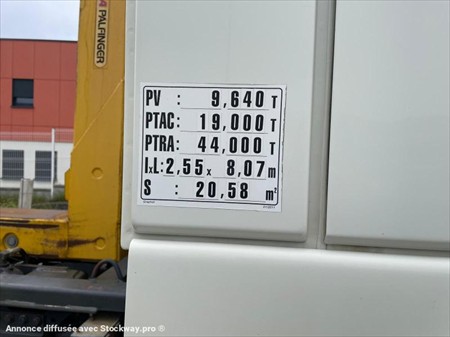 PALFINGER
PV : 9,640 T
PTAC : 19,000 T
PTRA : 44,000 T
lxL: 2,55 x 8,07 m
S : 20,58 m²
Annonce diffusée avec Stockway.pro ®